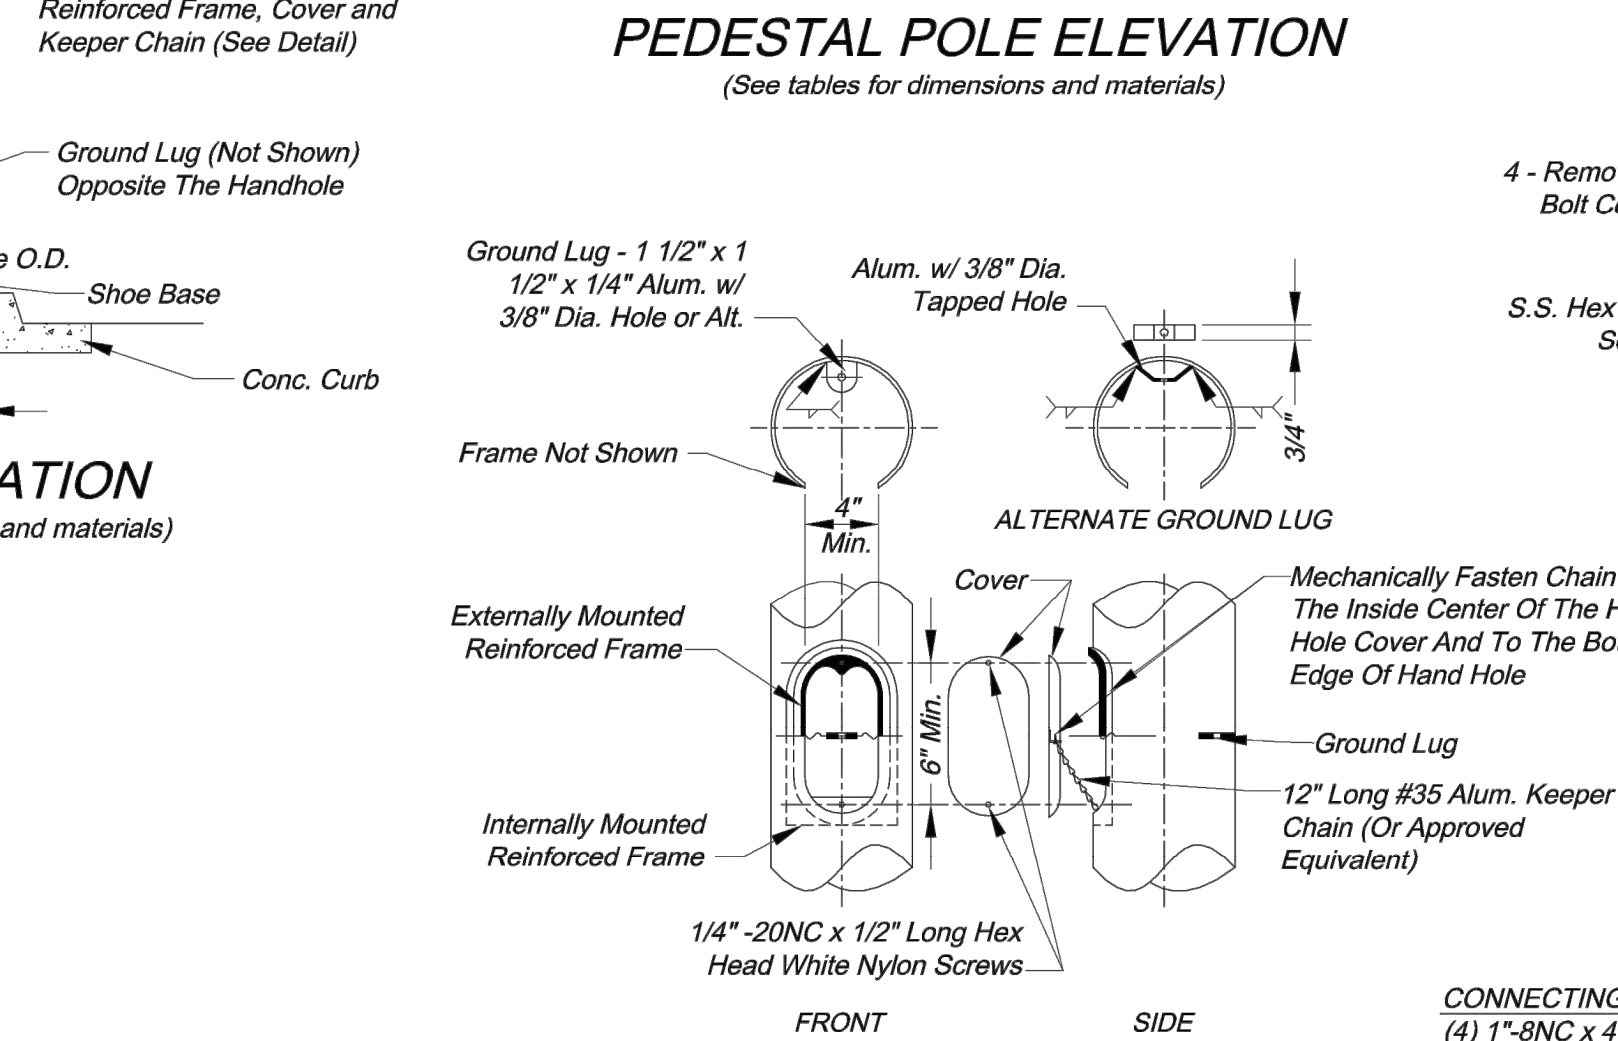 Reinforced Frame, Cover and
Keeper Chain (See Detail)
PEDESTAL POLE ELEVATION
(See tables for dimensions and materials)
Ground Lug (Not Shown)
Opposite The Handhole
O.D.
Shoe Base
Conc. Curb
and materials)
Ground Lug - 1 1/2" x 1
1/2" x 1/4" Alum. w/
3/8" Dia. Hole or Alt.
Alum. w/ 3/8" Dia.
Tapped Hole
4 -
Bolt
S.S. Hex
3/4"
Frame Not Shown
4"
Min.
ALTERNATE GROUND LUG
Cover
Mechanically Fasten Chain
The Inside Center Of The
Hole Cover And To The
Edge Of Hand Hole
Externally Mounted
Reinforced Frame
6" Min.
Ground Lug
12" Long #35 Alum. Keeper
Chain (Or Approved
Equivalent)
Internally Mounted
Reinforced Frame
1/4" -20NC x 1/2" Long Hex
Head White Nylon Screws
FRONT
SIDE
CONNECTING
(4) 1"-8NC x 4